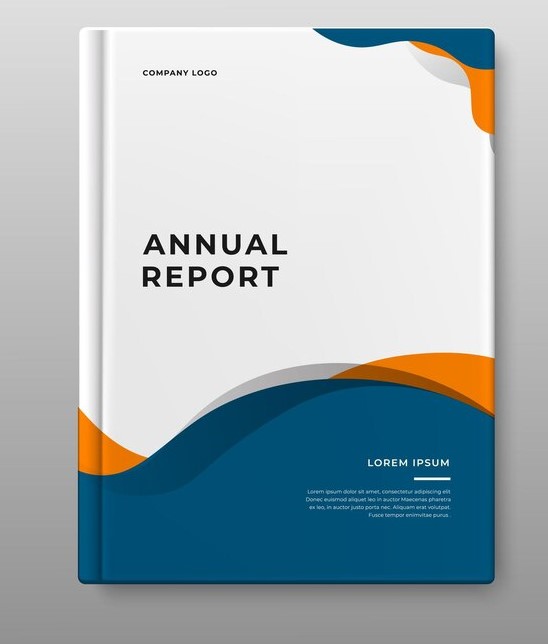 COMPANY LOGO
ANNUAL
REPORT
LOREM IPSUM
Lorem ipsum dolor sit amet, consectetur adipiscing elit
Donec euismod aliquet leo in auctor Maecenas pharetra
ex leo, in auctor justo porta nec. Aliquam erat volutpat.
Fusce tempor enimvitae purus.